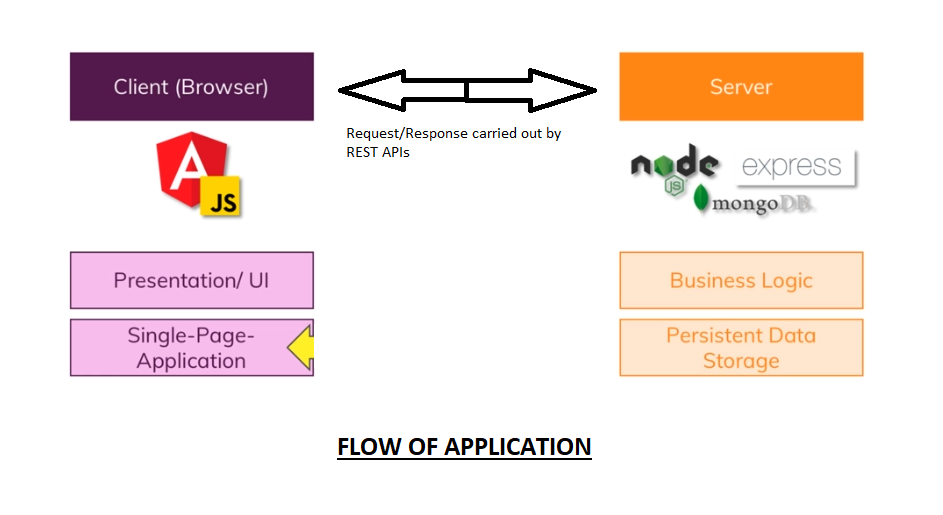 Client (Browser)
Server
Request/Response carried out by
REST APIs
A
JS
node
JS
express
mongoDB
Presentation/ UI
Business Logic
Single-Page-
Application
Persistent Data
Storage
FLOW OF APPLICATION